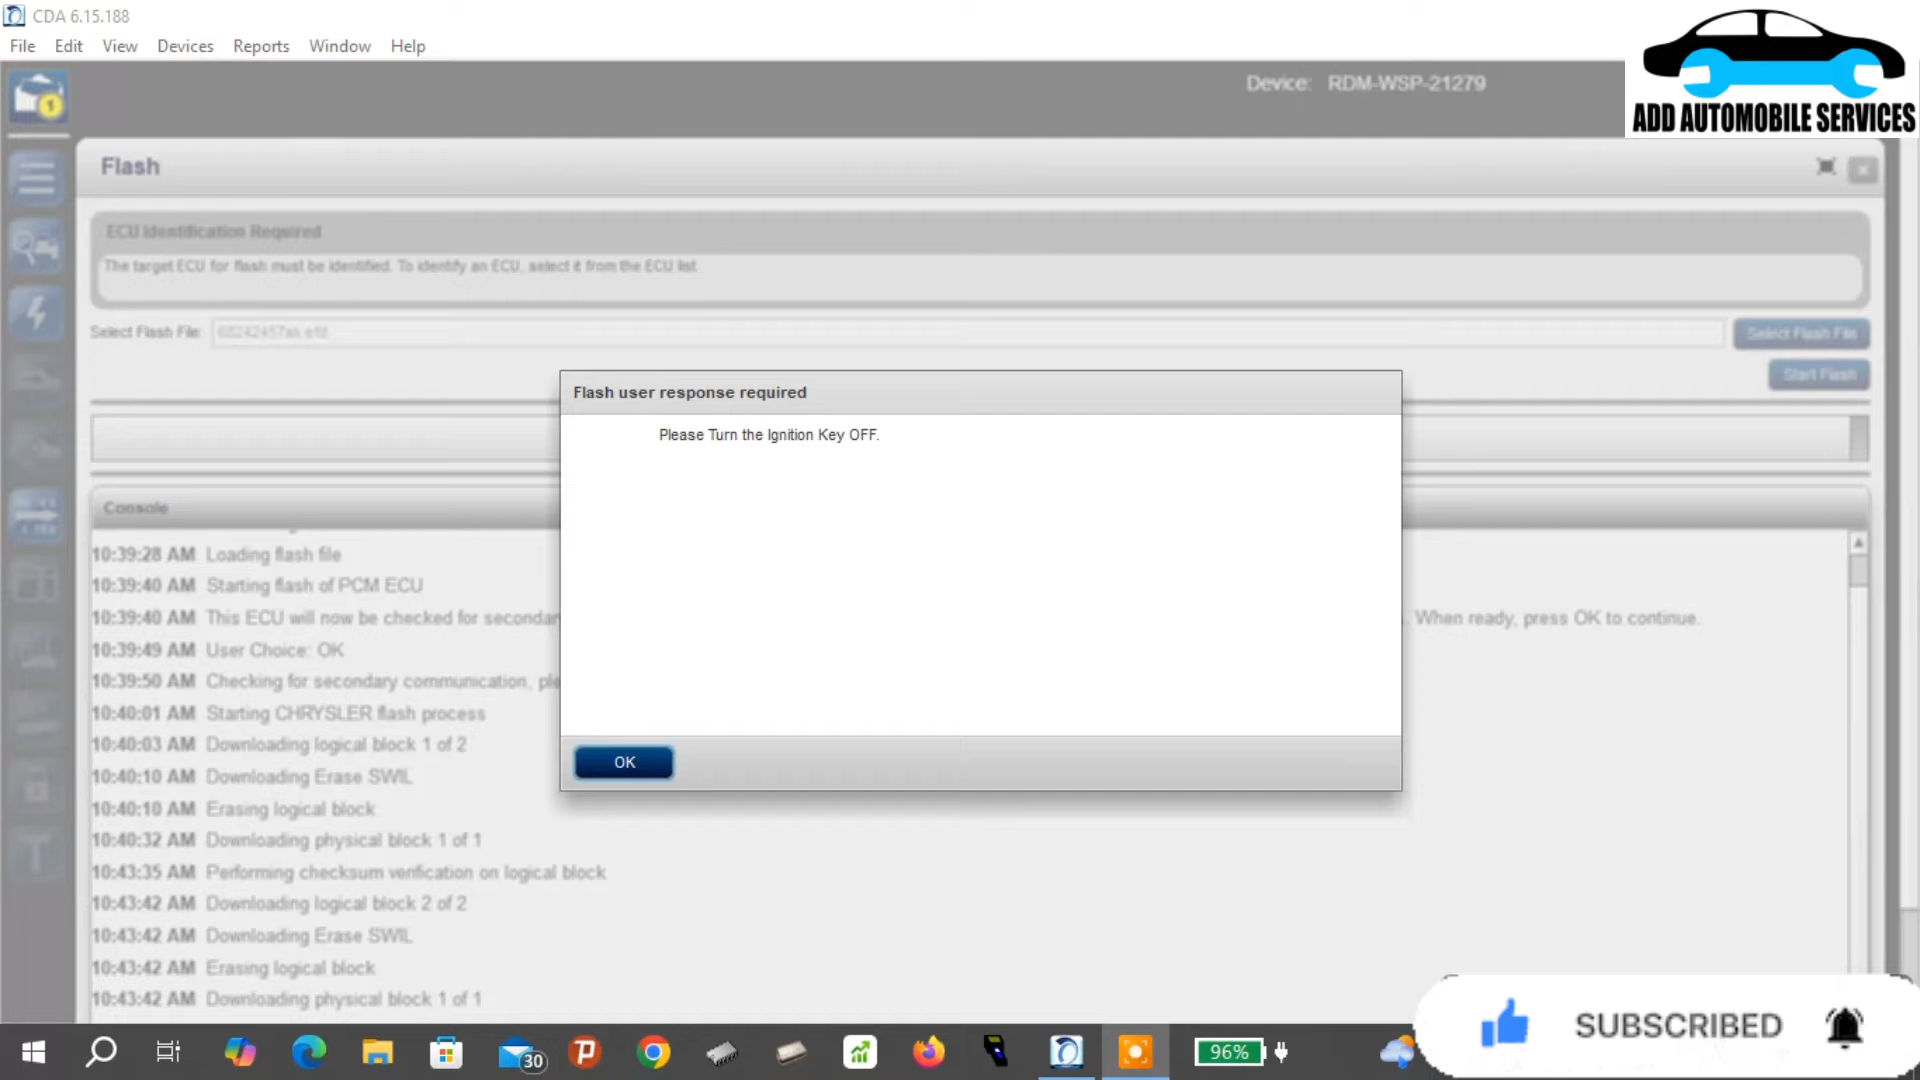 CDA 6.15.188
File Edit View Devices Reports Window Help
Device: RDM-WSP-21279
ADD AUTOMOBILE SERVICES
1
Flash
ECU Identification Required
The target ECU for flash must be identified. To identify an ECU, select it from the ECU list.
Select Flash File: 68242457aa.efd
Select Flash File
Start Flash
Flash user response required
Please Turn the Ignition Key OFF.
OK
Console
10:39:28 AM Loading flash file
10:39:40 AM Starting flash of PCM ECU
10:39:40 AM This ECU will now be checked for secondar
. When ready, press OK to continue.
10:39:49 AM User Choice: OK
10:39:50 AM Checking for secondary communication, ple
10:40:01 AM Starting CHRYSLER flash process
10:40:03 AM Downloading logical block 1 of 2
10:40:10 AM Downloading Erase SWIL
10:40:10 AM Erasing logical block
10:40:32 AM Downloading physical block 1 of 1
10:43:35 AM Performing checksum verification on logical block
10:43:42 AM Downloading logical block 2 of 2
10:43:42 AM Downloading Erase SWIL
10:43:42 AM Erasing logical block
10:43:42 AM Downloading physical block 1 of 1
SUBSCRIBED
30
96%